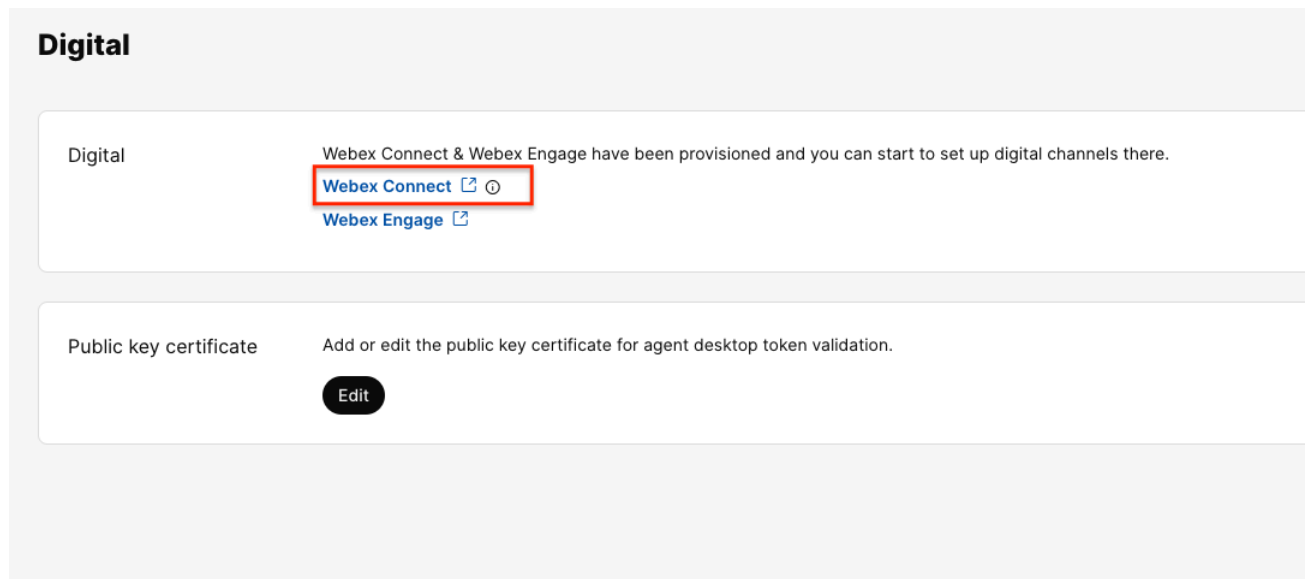 Digital
Digital
Webex Connect & Webex Engage have been provisioned and you can start to set up digital channels there.
Webex Connect
Webex Engage
Public key certificate
Add or edit the public key certificate for agent desktop token validation.
Edit